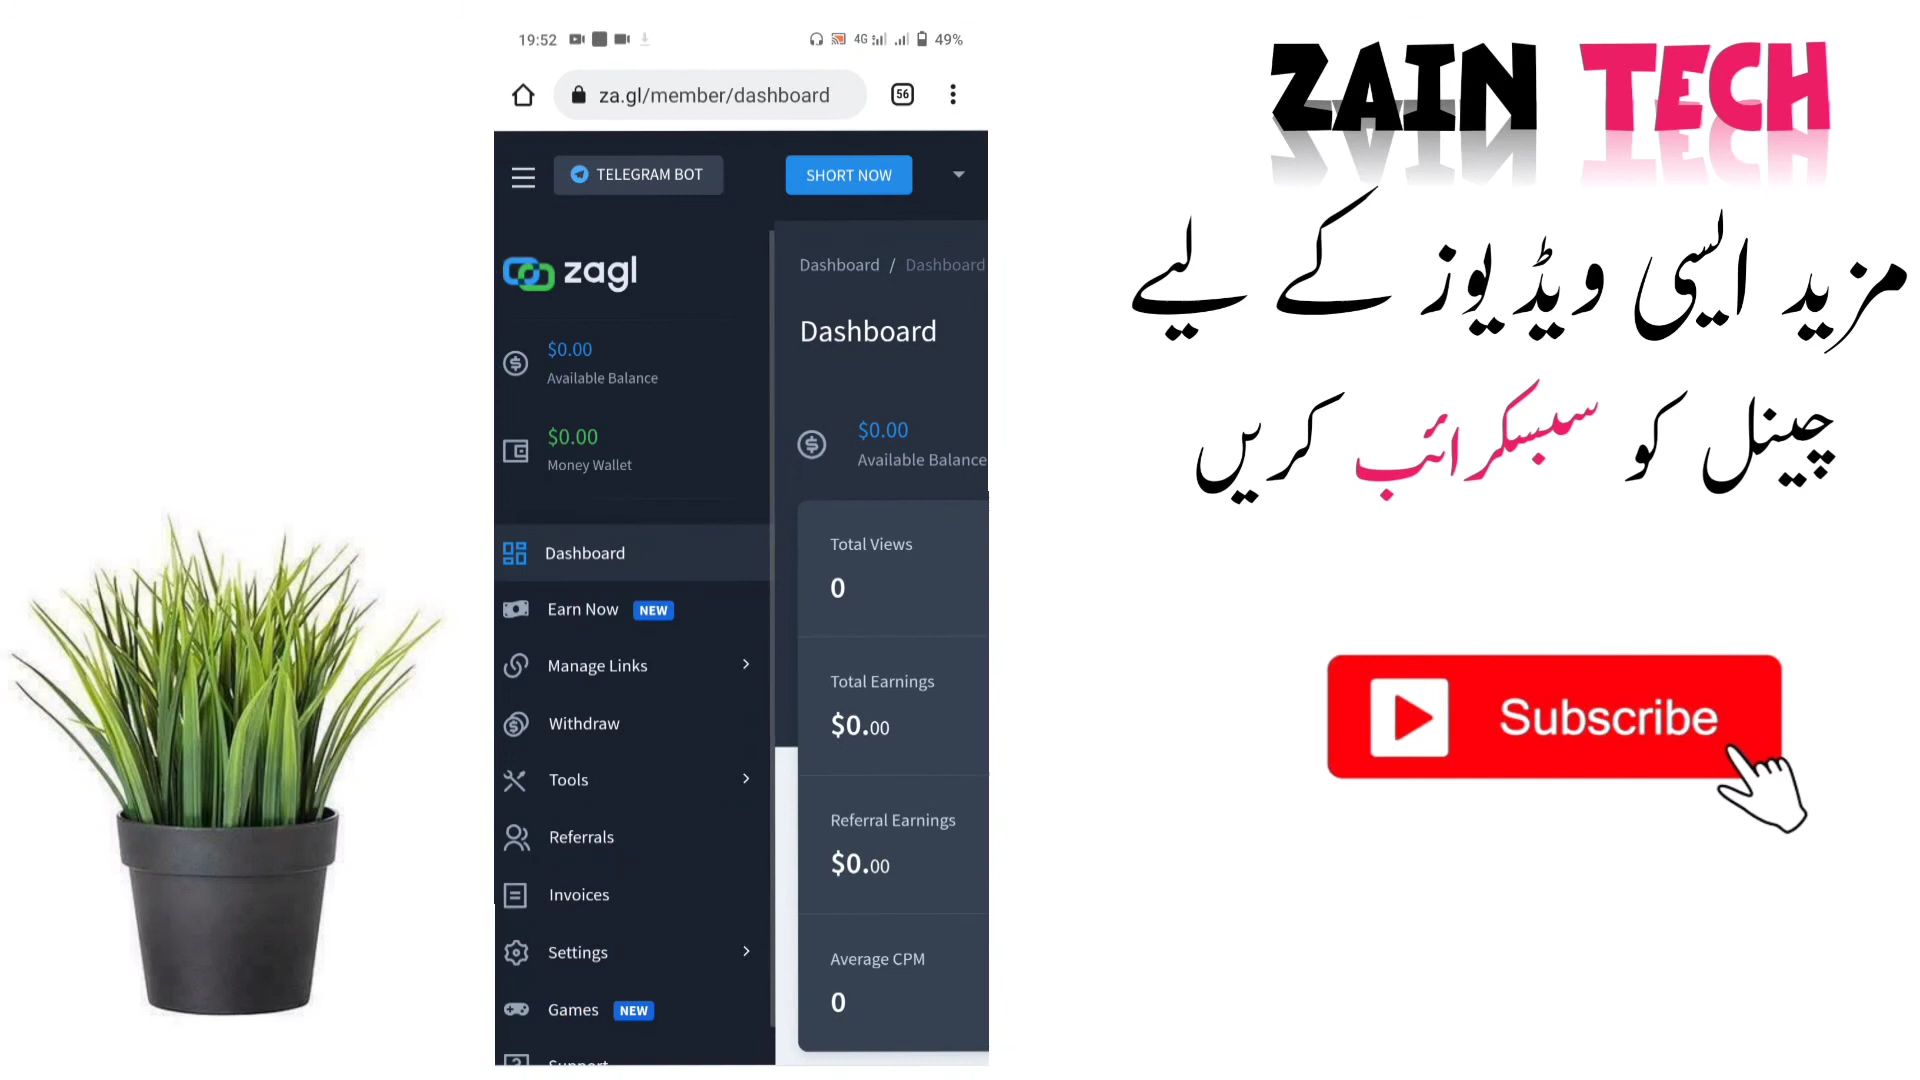 19:52
4G
49%
za.gl/member/dashboard
56
TELEGRAM BOT
SHORT NOW
zagl
$0.00
Available Balance
$0.00
Money Wallet
Dashboard
Earn Now NEW
Manage Links
Withdraw
Tools
Referrals
Invoices
Settings
Games NEW
Support
Dashboard / Dashboard
Dashboard
$0.00
Available Balance
Total Views
0
Total Earnings
$0.00
Referral Earnings
$0.00
Average CPM
0
ZAIN TECH
مزید ایسی ویڈیوز کے لیے
چینل کو سبسکرائب کریں
Subscribe